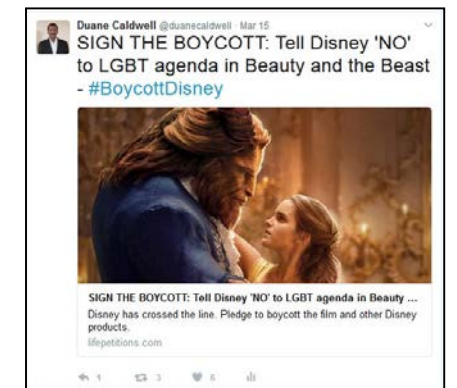 Duane Caldwell @duanecaldwell · Mar 15
SIGN THE BOYCOTT: Tell Disney 'NO'
to LGBT agenda in Beauty and the Beast
- #BoycottDisney
SIGN THE BOYCOTT: Tell Disney 'NO' to LGBT agenda in Beauty ...
Disney has crossed the line. Pledge to boycott the film and other Disney
products.
lifepetitions.com
1 3 6